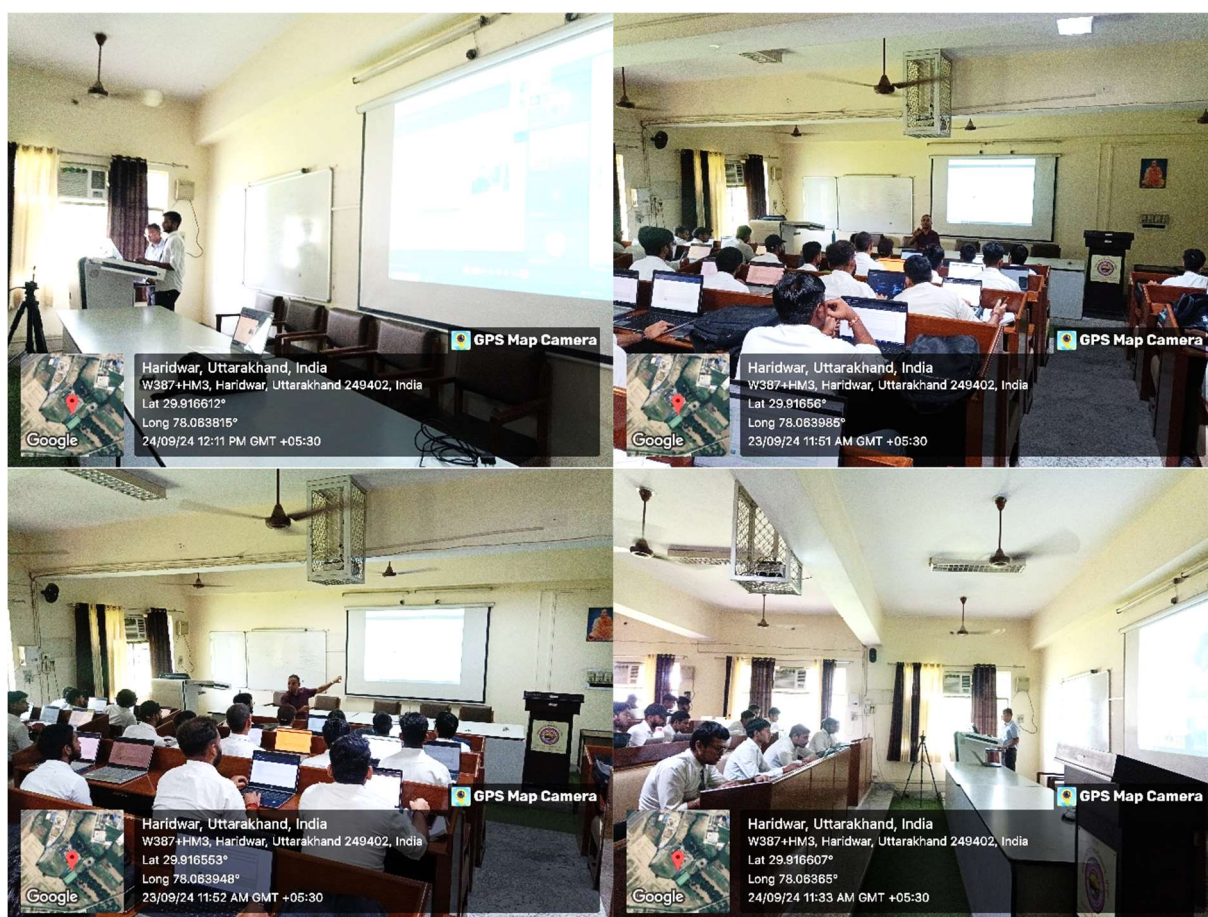 GPS Map Camera
Haridwar, Uttarakhand, India
W387+HM3, Haridwar, Uttarakhand 249402, India
Lat 29.916612°
Long 78.063815°
24/09/24 12:11 PM GMT +05:30
Google
GPS Map Camera
Haridwar, Uttarakhand, India
W387+HM3, Haridwar, Uttarakhand 249402, India
Lat 29.91656°
Long 78.063985°
23/09/24 11:51 AM GMT +05:30
Google
GPS Map Camera
Haridwar, Uttarakhand, India
W387+HM3, Haridwar, Uttarakhand 249402, India
Lat 29.916553°
Long 78.063948°
23/09/24 11:52 AM GMT +05:30
Google
GPS Map Camera
Haridwar, Uttarakhand, India
W387+HM3, Haridwar, Uttarakhand 249402, India
Lat 29.916607°
Long 78.06365°
24/09/24 11:33 AM GMT +05:30
Google